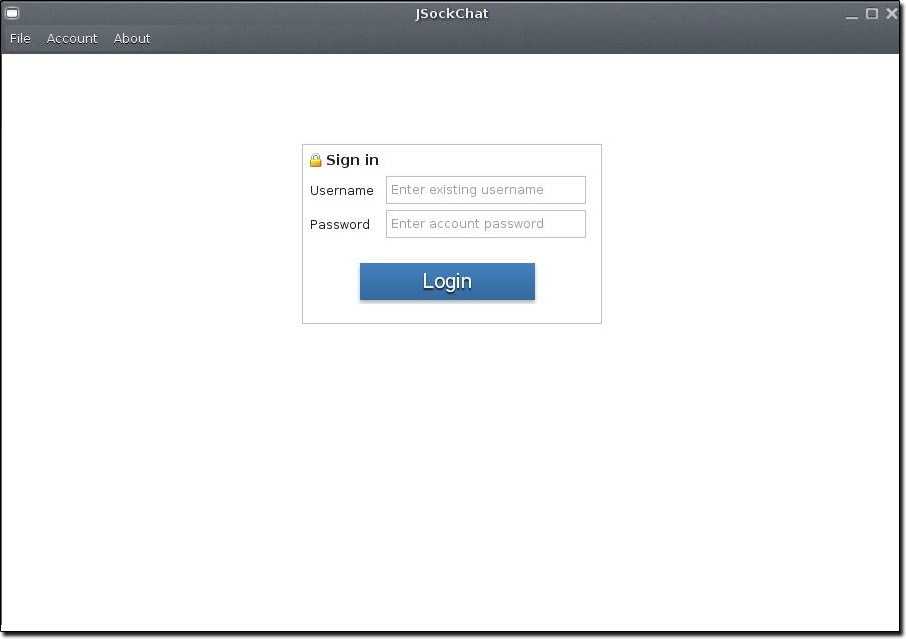 JSockChat
File Account About
Sign in
Username Enter existing username
Password Enter account password
Login